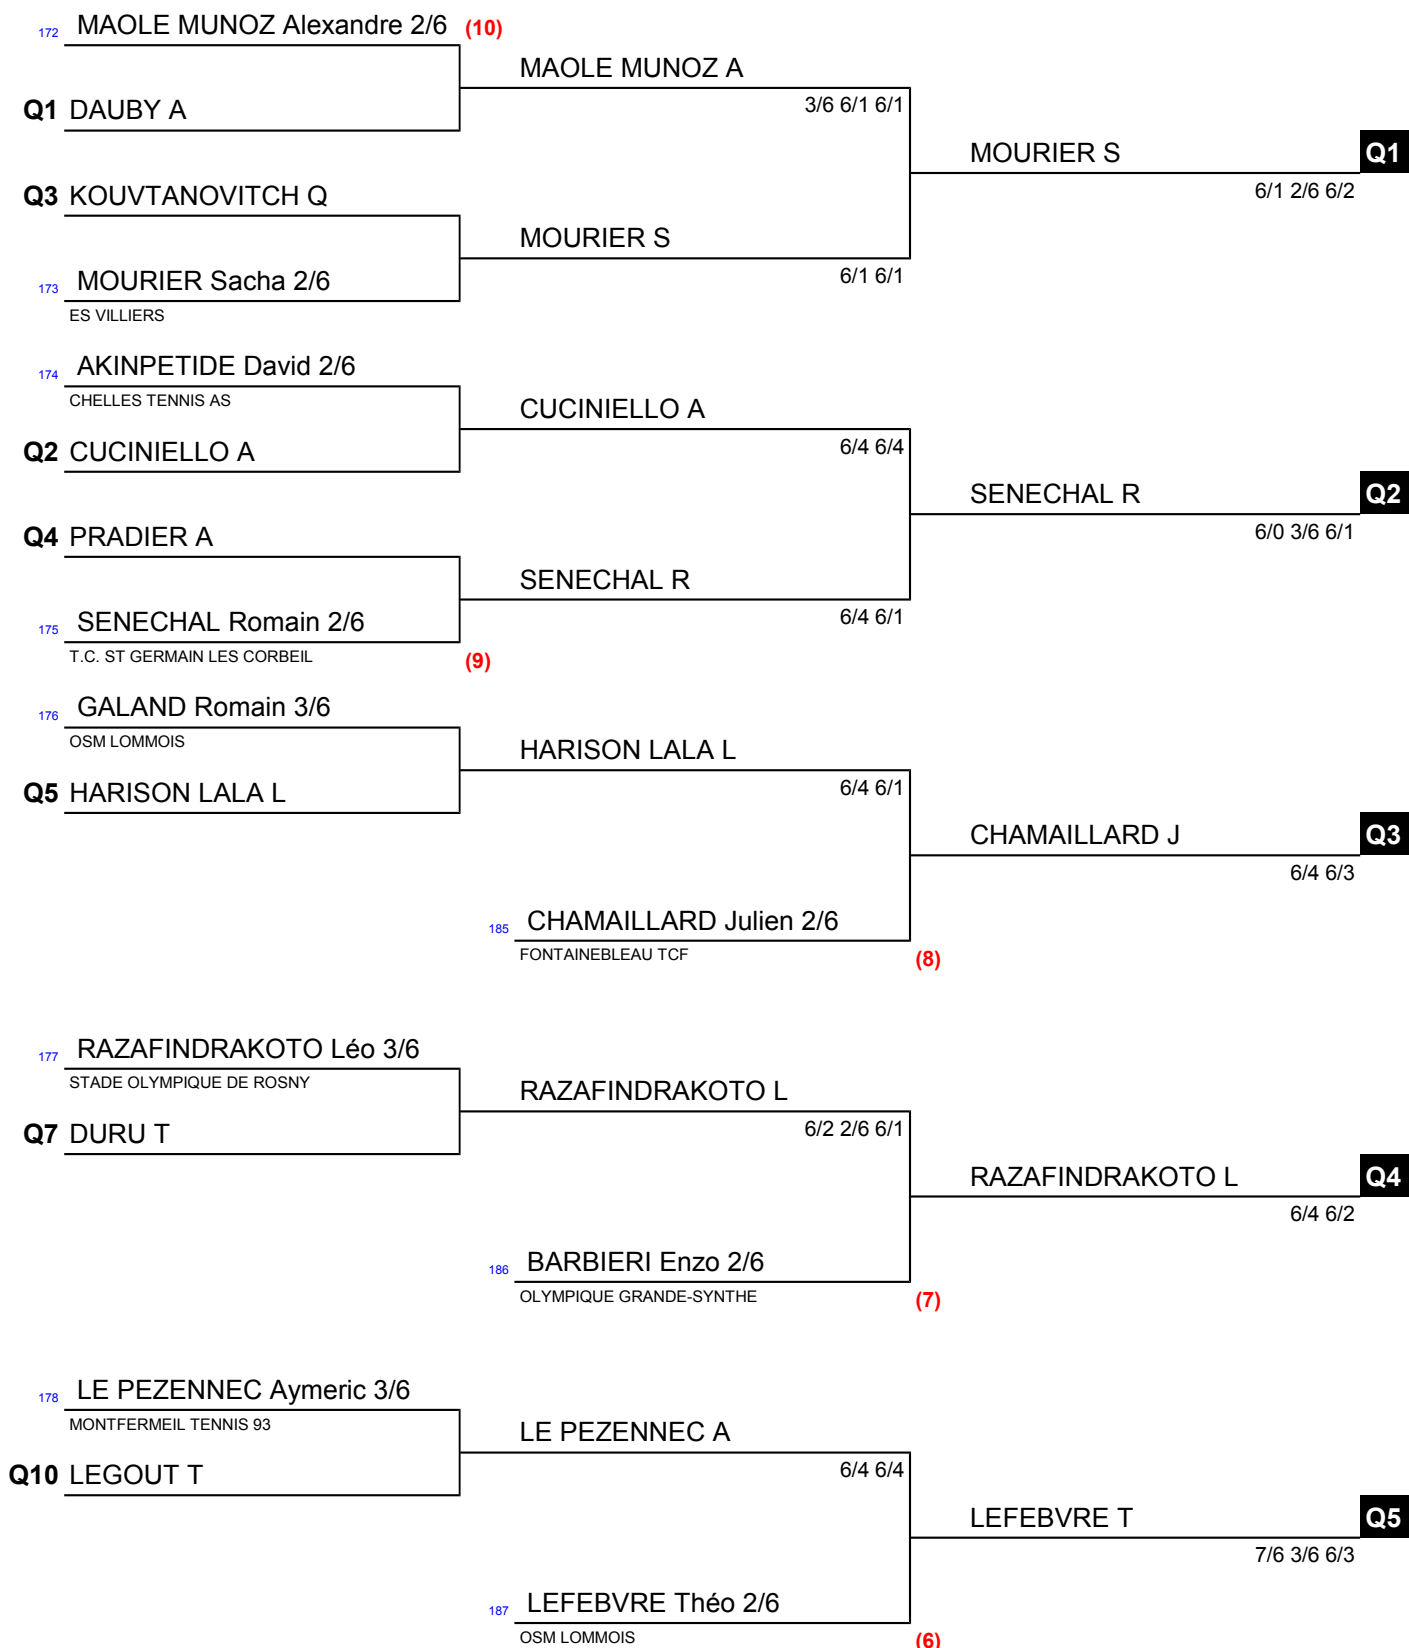 172 MAOLE MUNOZ Alexandre 2/6 (10)
MAOLE MUNOZ A
3/6 6/1 6/1
Q1 DAUBY A
MOURIER S Q1
6/1 2/6 6/2
Q3 KOUVTANOVITCH Q
MOURIER S
6/1 6/1
173 MOURIER Sacha 2/6
ES VILLIERS
174 AKINPETIDE David 2/6
CHELLES TENNIS AS
CUCINIELLO A
6/4 6/4
Q2 CUCINIELLO A
SENECHAL R Q2
6/0 3/6 6/1
Q4 PRADIER A
SENECHAL R
6/4 6/1
175 SENECHAL Romain 2/6
T.C. ST GERMAIN LES CORBEIL (9)
176 GALAND Romain 3/6
OSM LOMMOIS
HARISON LALA L
6/4 6/1
Q5 HARISON LALA L
CHAMAILLARD J Q3
6/4 6/3
185 CHAMAILLARD Julien 2/6
FONTAINEBLEAU TCF (8)
177 RAZAFINDRAKOTO Léo 3/6
STADE OLYMPIQUE DE ROSNY
RAZAFINDRAKOTO L
6/2 2/6 6/1
Q7 DURU T
RAZAFINDRAKOTO L Q4
6/4 6/2
186 BARBIERI Enzo 2/6
OLYMPIQUE GRANDE-SYNTHE (7)
178 LE PEZENNEC Aymeric 3/6
MONTFERMEIL TENNIS 93
LE PEZENNEC A
6/4 6/4
Q10 LEGOUT T
LEFEBVRE T Q5
7/6 3/6 6/3
187 LEFEBVRE Théo 2/6
OSM LOMMOIS (6)